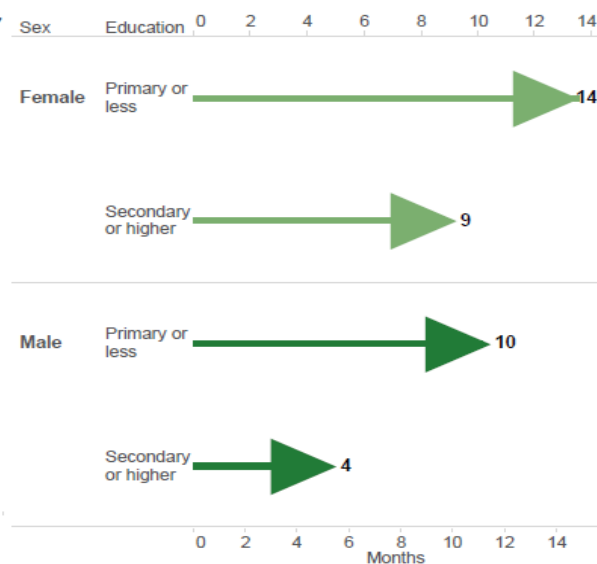 Sex Education 0 2 4 6 8 10 12 14
Female Primary or
less 14
Secondary
or higher 9
Male Primary or
less 10
Secondary
or higher 4
0 2 4 6 8 10 12 14
Months